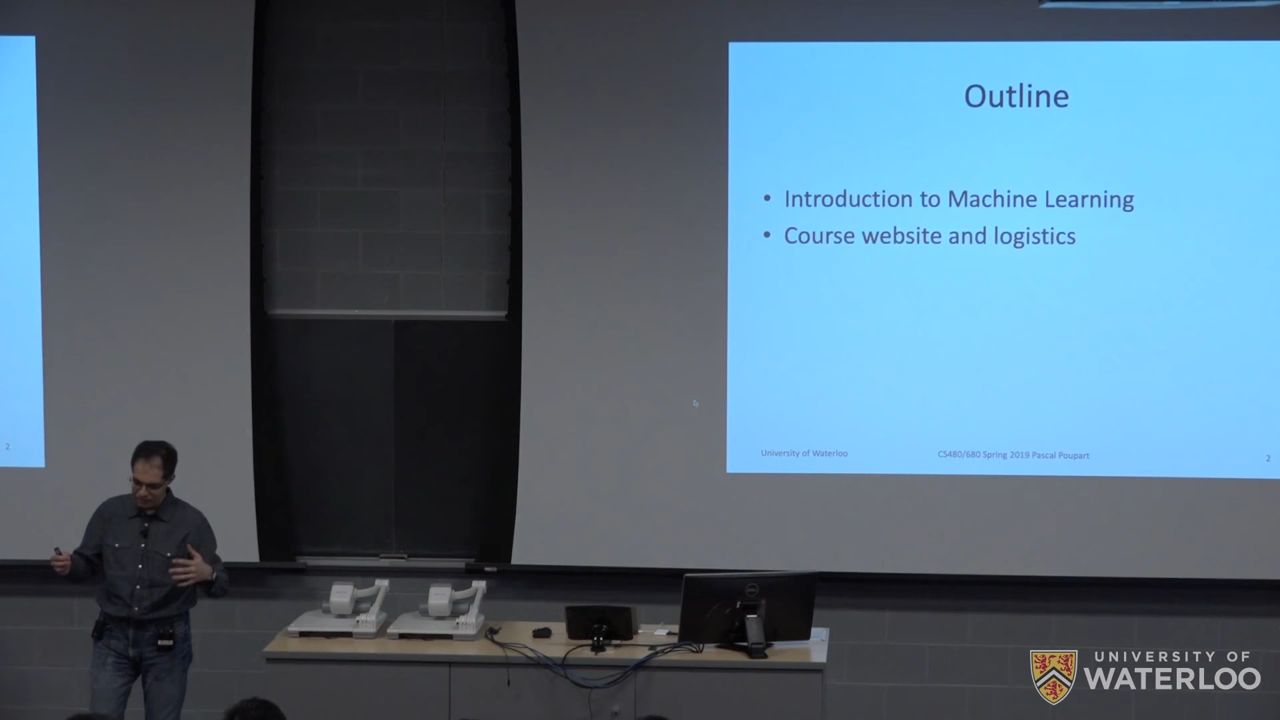 Outline
• Introduction to Machine Learning
• Course website and logistics
University of Waterloo
CS480/680 Spring 2019 Pascal Poupart
2
2
UNIVERSITY OF
WATERLOO